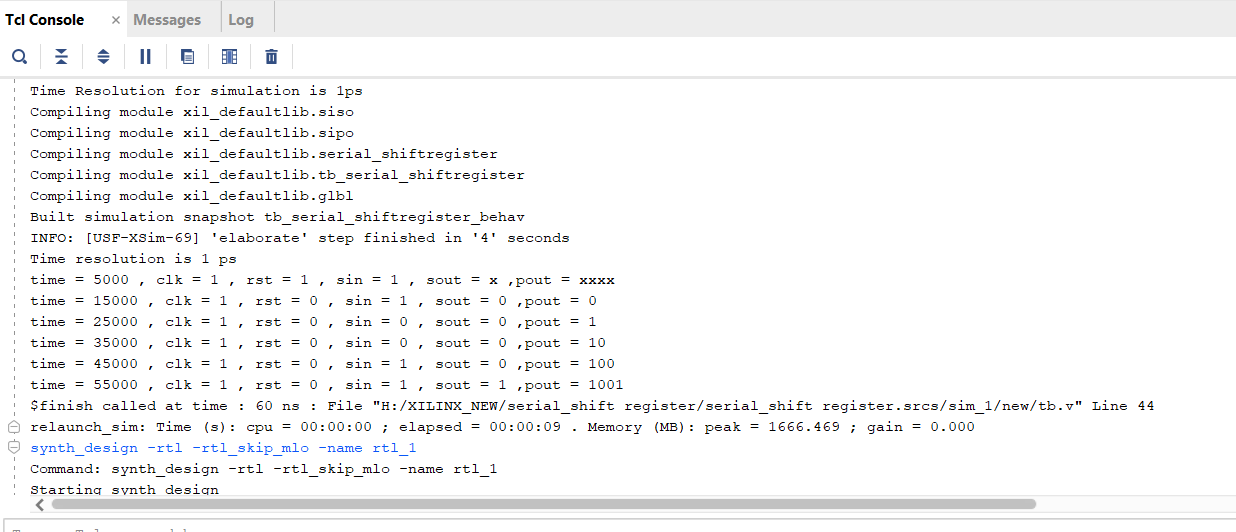 Tcl Console × Messages Log
Time Resolution for simulation is 1ps
Compiling module xil_defaultlib.siso
Compiling module xil_defaultlib.sipo
Compiling module xil_defaultlib.serial_shiftregister
Compiling module xil_defaultlib.tb_serial_shiftregister
Compiling module xil_defaultlib.glbl
Built simulation snapshot tb_serial_shiftregister_behav
INFO: [USF-XSim-69] 'elaborate' step finished in '4' seconds
Time resolution is 1 ps
time = 5000 , clk = 1 , rst = 1 , sin = 1 , sout = x ,pout = xxxx
time = 15000 , clk = 1 , rst = 0 , sin = 1 , sout = 0 ,pout = 0
time = 25000 , clk = 1 , rst = 0 , sin = 0 , sout = 0 ,pout = 1
time = 35000 , clk = 1 , rst = 0 , sin = 0 , sout = 0 ,pout = 10
time = 45000 , clk = 1 , rst = 0 , sin = 1 , sout = 0 ,pout = 100
time = 55000 , clk = 1 , rst = 0 , sin = 1 , sout = 1 ,pout = 1001
$finish called at time : 60 ns : File "H:/XILINX_NEW/serial_shift register/serial_shift register.srcs/sim_1/new/tb.v" Line 44
relaunch_sim: Time (s): cpu = 00:00:00 ; elapsed = 00:00:09 . Memory (MB): peak = 1666.469 ; gain = 0.000
synth_design -rtl -rtl_skip_mlo -name rtl_1
Command: synth_design -rtl -rtl_skip_mlo -name rtl_1
Starting synth_design